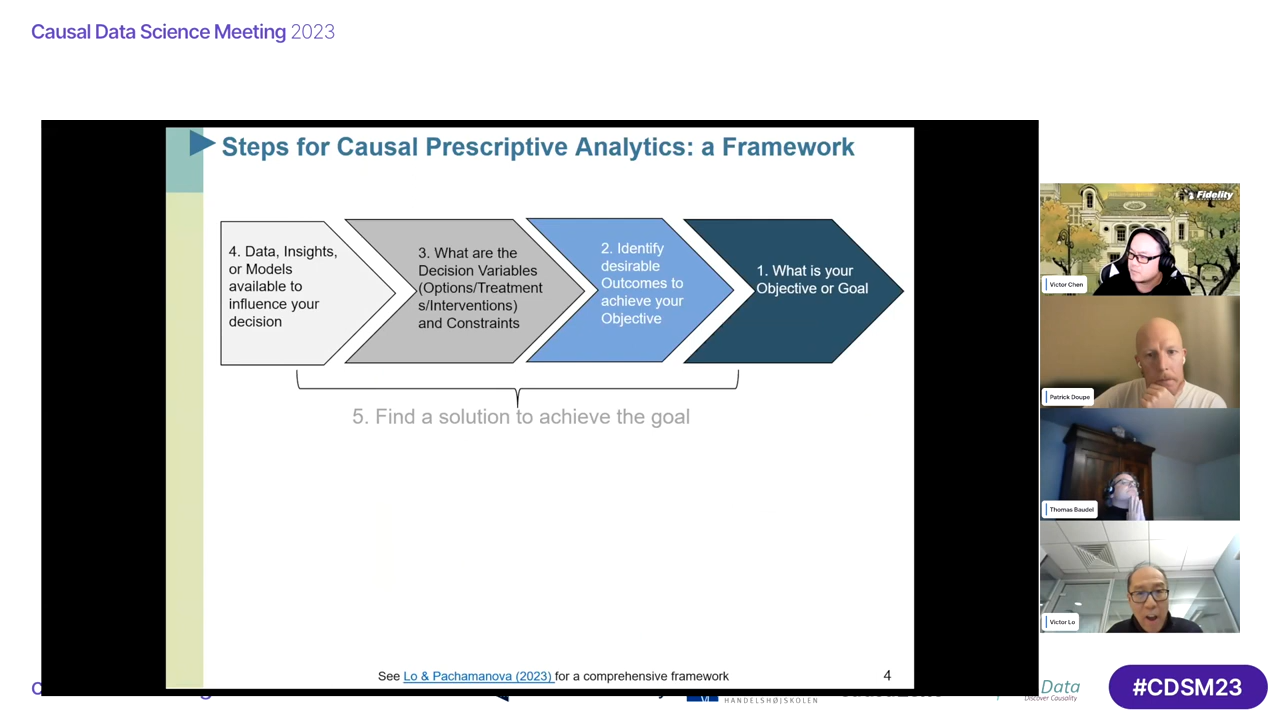 Causal Data Science Meeting 2023
Steps for Causal Prescriptive Analytics: a Framework
4. Data, Insights,
or Models
available to
influence your
decision
3. What are the
Decision Variables
(Options/Treatment
s/Interventions)
and Constraints
2. Identify
desirable
Outcomes to
achieve your
Objective
1. What is your
Objective or Goal
5. Find a solution to achieve the goal
See Lo & Pachamanova (2023) for a comprehensive framework
4
Fidelity
Victor Chen
Patrick Doupe
Thomas Baudel
Victor Lo
HANDELSHØJSKOLEN
Data
Discover Causality
#CDSM23